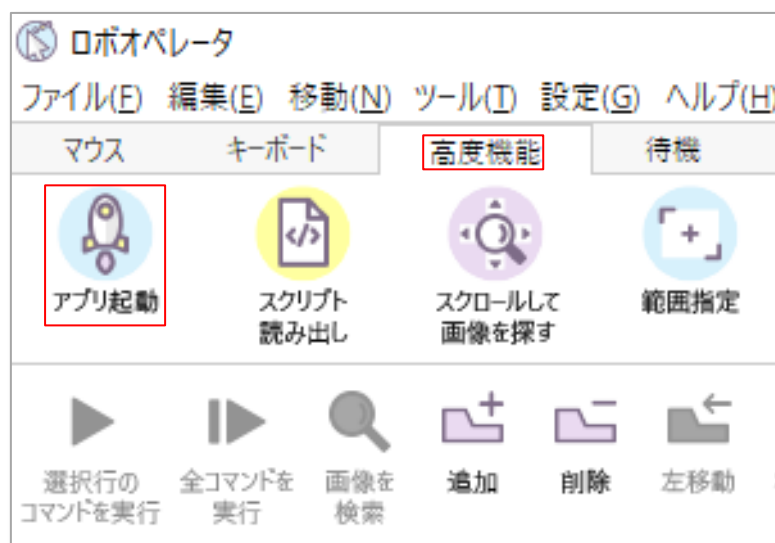 ロボオペレータ
ファイル(F) 編集(E) 移動(N) ツール(T) 設定(G) ヘルプ(H)
マウス キーボード 高度機能 待機
アプリ起動 スクリプト スクロールして 範囲指定
読み出し 画像を探す
選択行の 全コマンドを 画像を 追加 削除 左移動
コマンドを実行 実行 検索